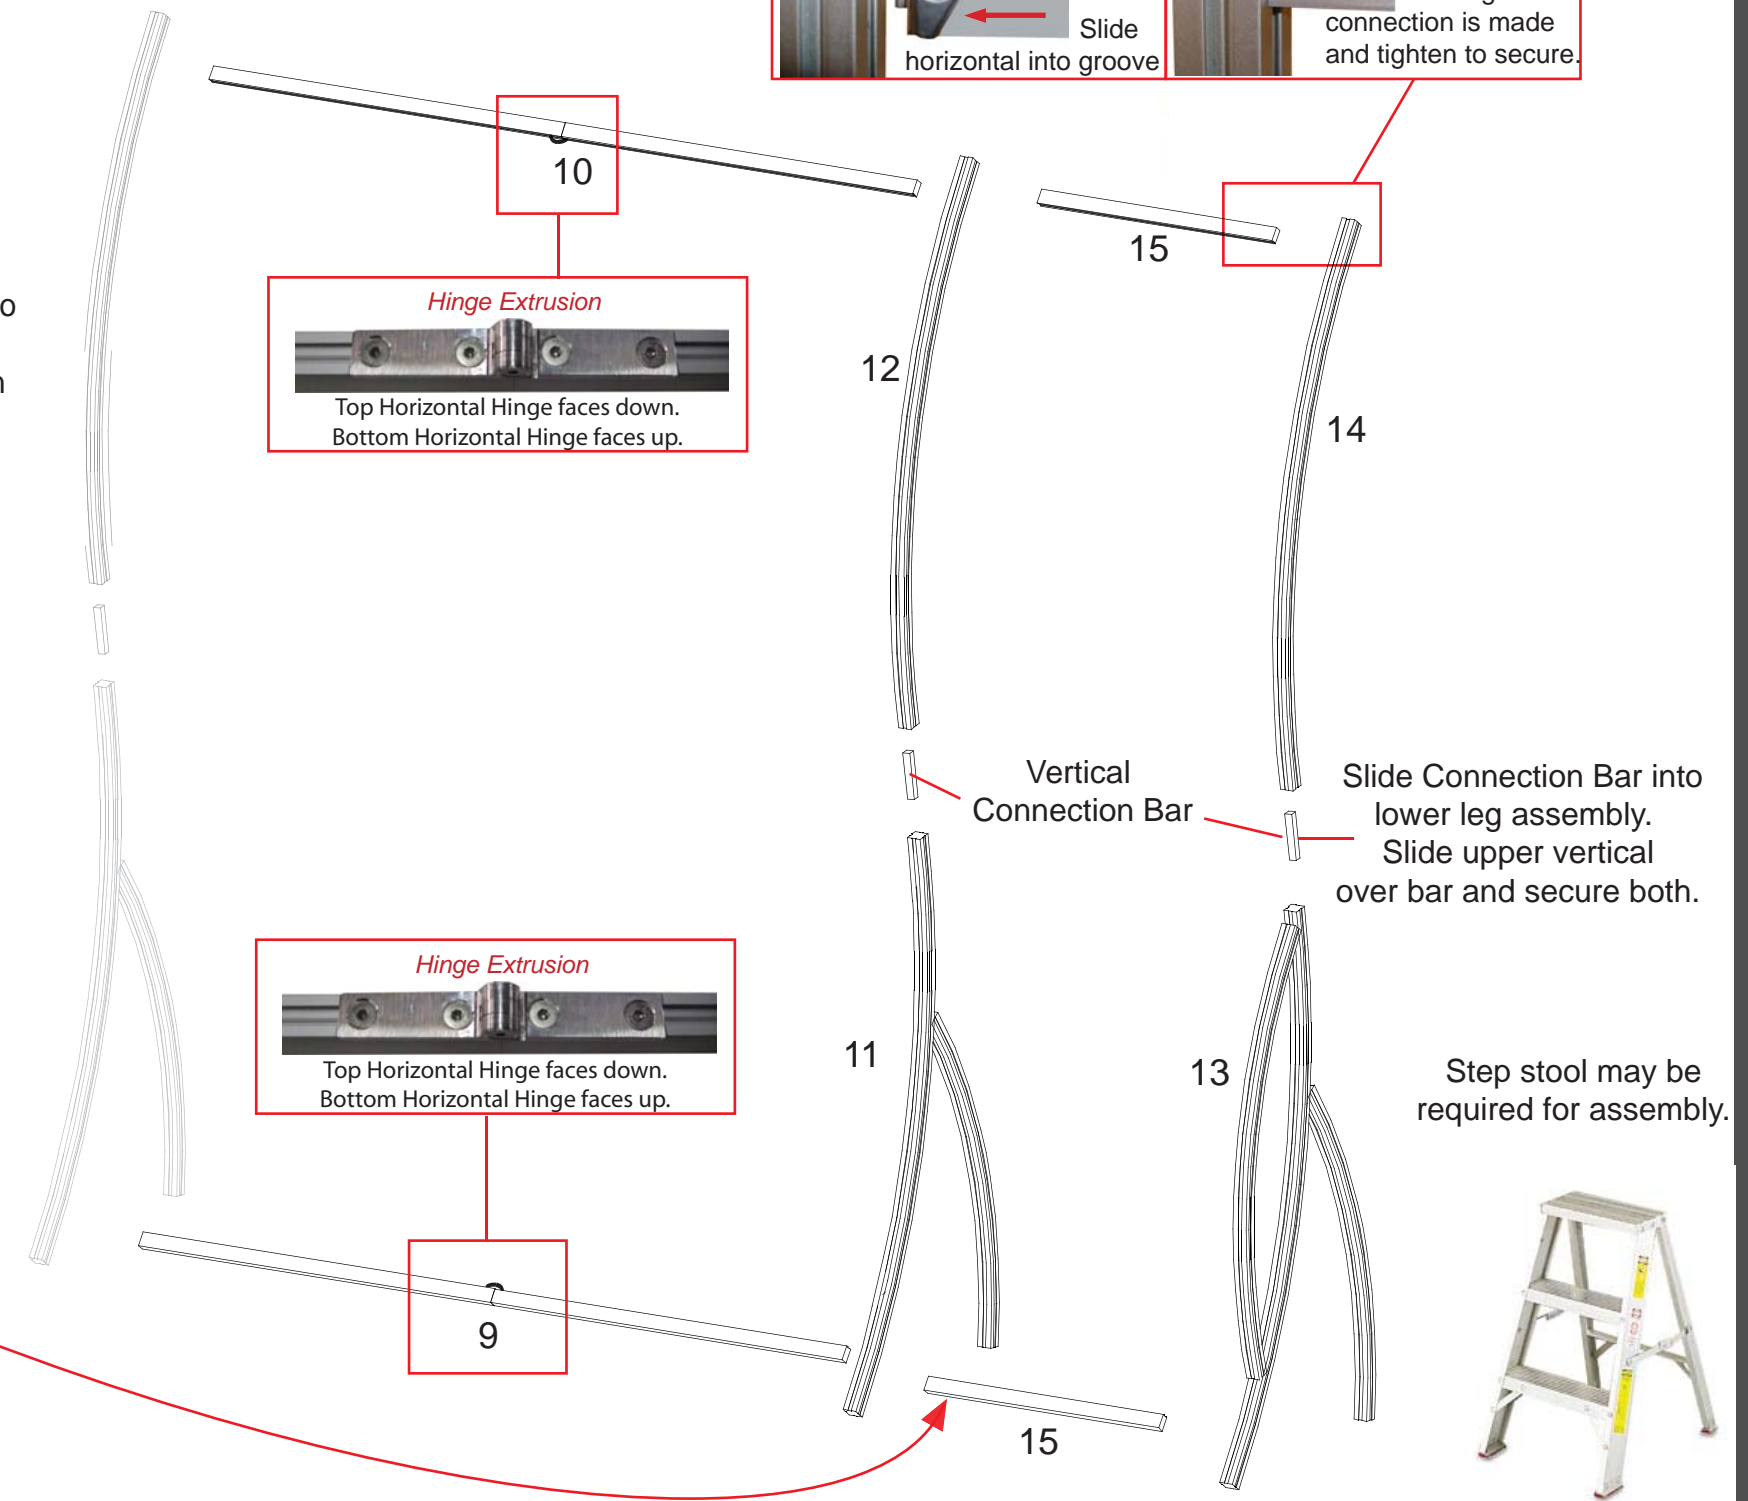 Slide
horizontal into groove
connection is made
and tighten to secure.
10
15
Hinge Extrusion
Top Horizontal Hinge faces down.
Bottom Horizontal Hinge faces up.
12
14
Vertical
Connection Bar
Slide Connection Bar into
lower leg assembly.
Slide upper vertical
over bar and secure both.
Hinge Extrusion
Top Horizontal Hinge faces down.
Bottom Horizontal Hinge faces up.
11
13
Step stool may be
required for assembly.
9
15